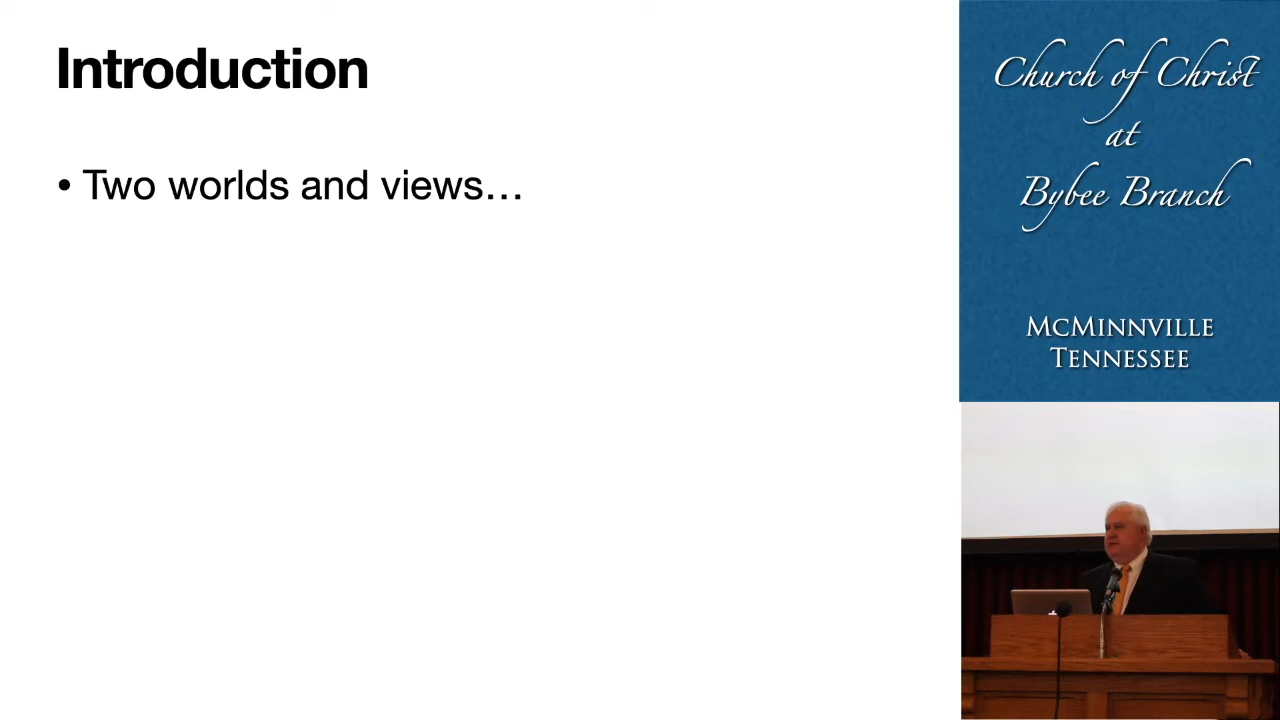 Introduction
• Two worlds and views…
Church of Christ
at
Bybee Branch
McMinnville
Tennessee